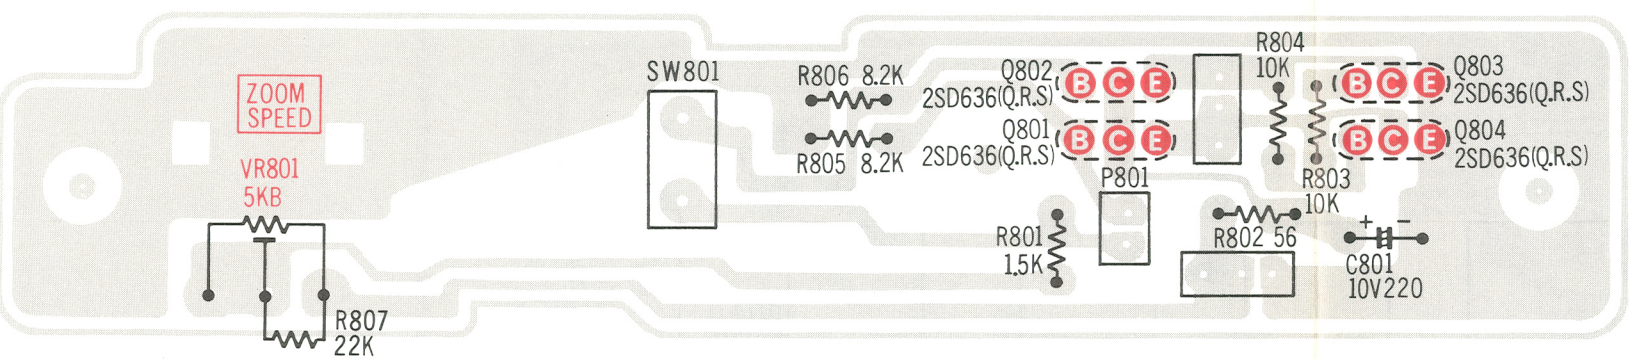 ZOOM
SPEED
VR801
5KB
R807
22K
SW801
R806 8.2K
R805 8.2K
Q802
2SD636(Q.R.S)
B C E
Q801
2SD636(Q.R.S)
B C E
P801
R801
1.5K
R804
10K
R803
10K
R802 56
B C E
Q803
2SD636(Q.R.S)
B C E
Q804
2SD636(Q.R.S)
+ -
C801
10V220